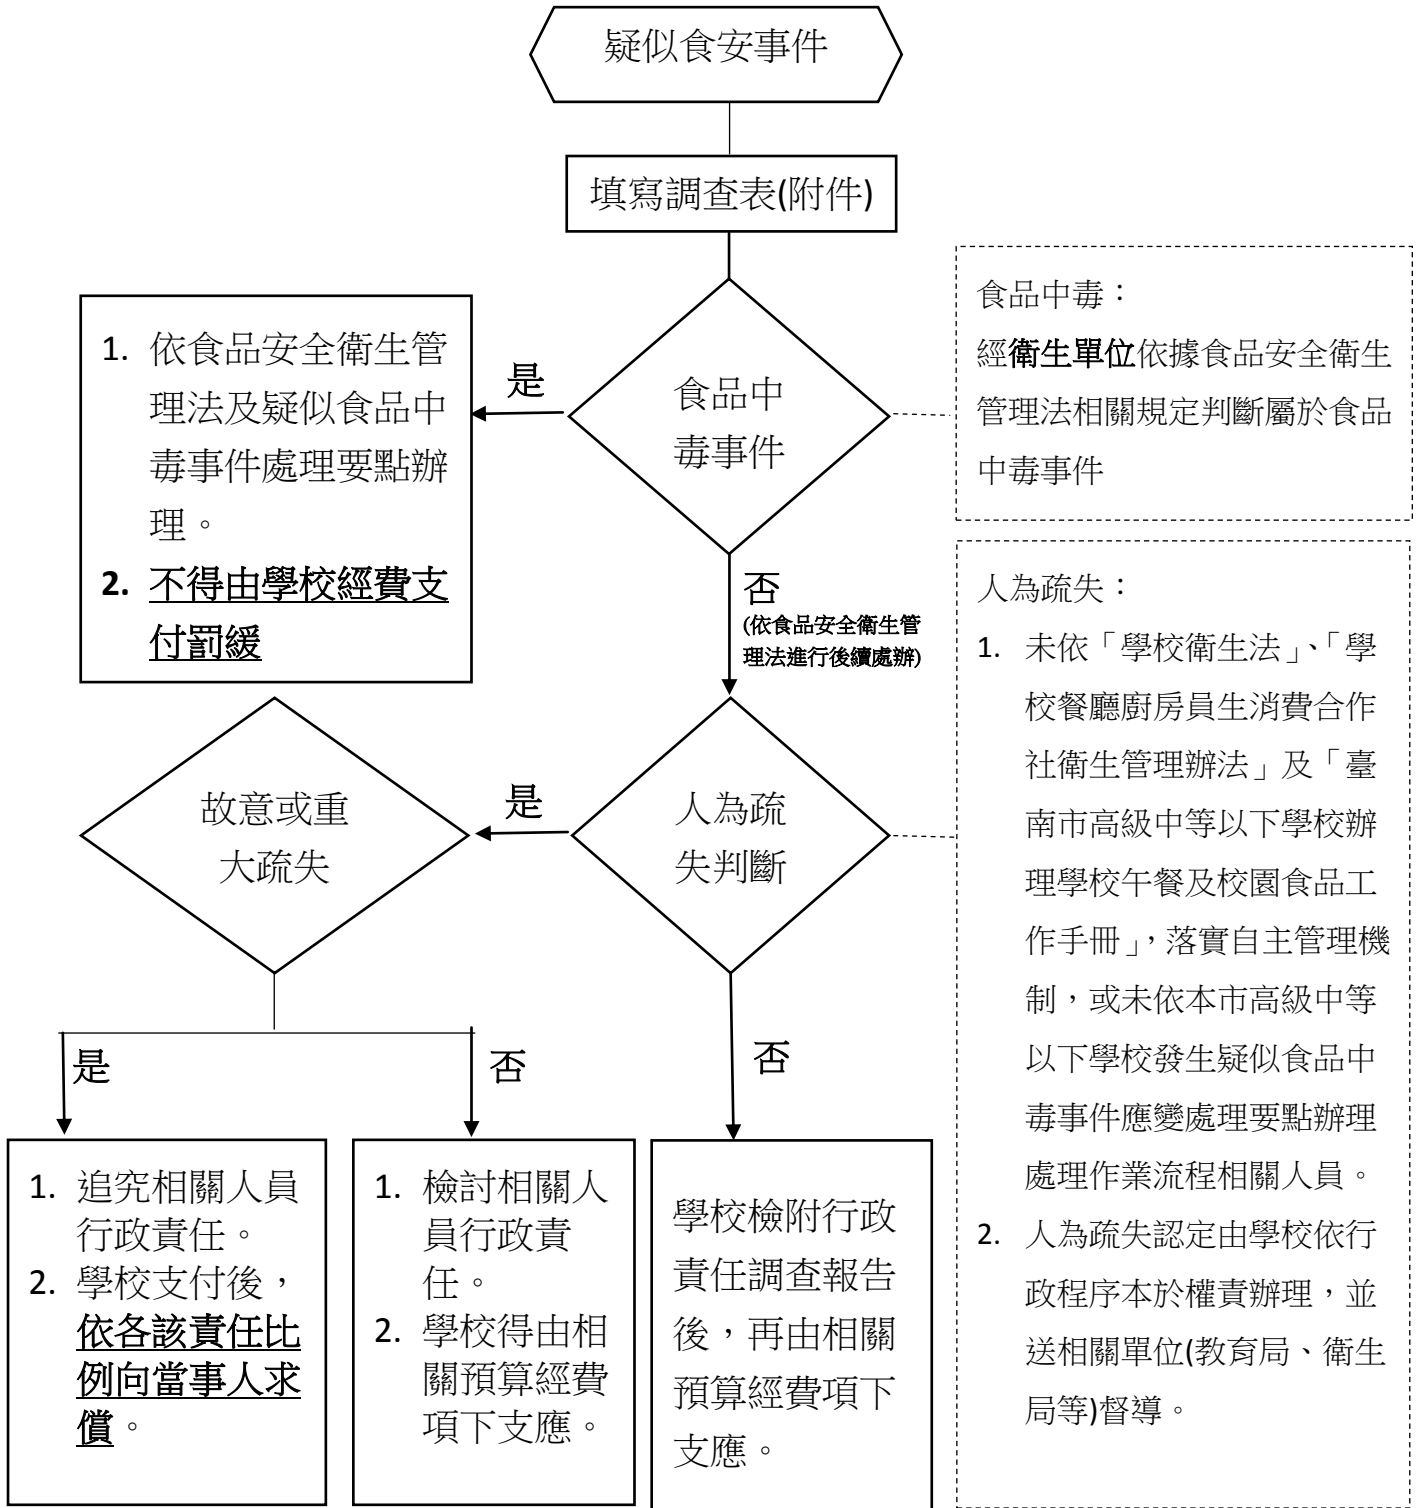 疑似食安事件
填寫調查表(附件)
1. 依食品安全衛生管
理法及疑似食品中
毒事件處理要點辦
理。
2. 不得由學校經費支
付罰緩
是
食品中
毒事件
食品中毒：
經衛生單位依據食品安全衛生
管理法相關規定判斷屬於食品
中毒事件
否
(依食品安全衛生管
理法進行後續處辦)
故意或重
大疏失
是
人為疏
失判斷
人為疏失：
1. 未依「學校衛生法」、「學
校餐廳廚房員生消費合作
社衛生管理辦法」及「臺
南市高級中等以下學校辦
理學校午餐及校園食品工
作手冊」，落實自主管理機
制，或未依本市高級中等
以下學校發生疑似食品中
毒事件應變處理要點辦理
處理作業流程相關人員。
2. 人為疏失認定由學校依行
政程序本於權責辦理，並
送相關單位(教育局、衛生
局等)督導。
是
否
否
1. 追究相關人員
行政責任。
2. 學校支付後，
依各該責任比
例向當事人求
償。
1. 檢討相關人
員行政責
任。
2. 學校得由相
關預算經費
項下支應。
學校檢附行政
責任調查報告
後，再由相關
預算經費項下
支應。